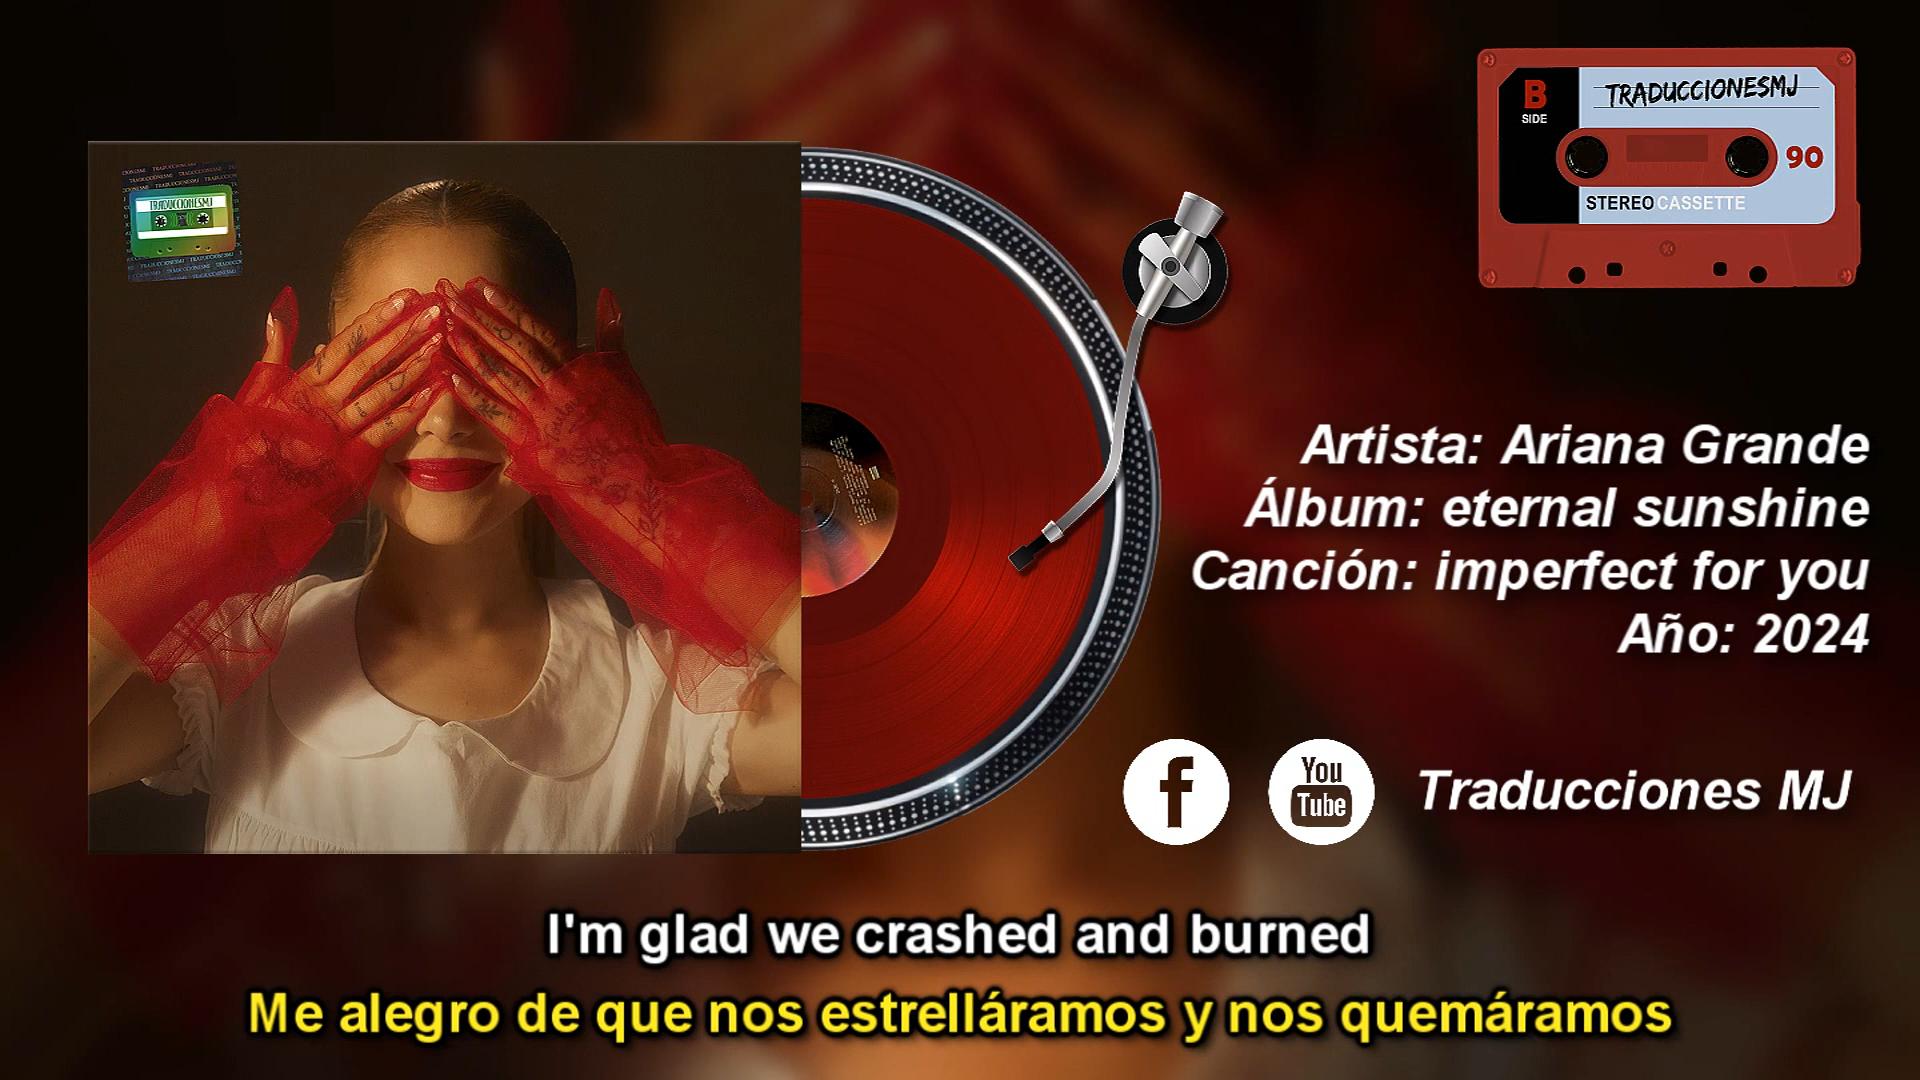 TRADUCCIONESMJ
B
SIDE
TRADUCCIONESMJ
90
STEREO CASSETTE
Artista: Ariana Grande
Álbum: eternal sunshine
Canción: imperfect for you
Año: 2024
f
You
Tube
Traducciones MJ
I'm glad we crashed and burned
Me alegro de que nos estrelláramos y nos quemáramos